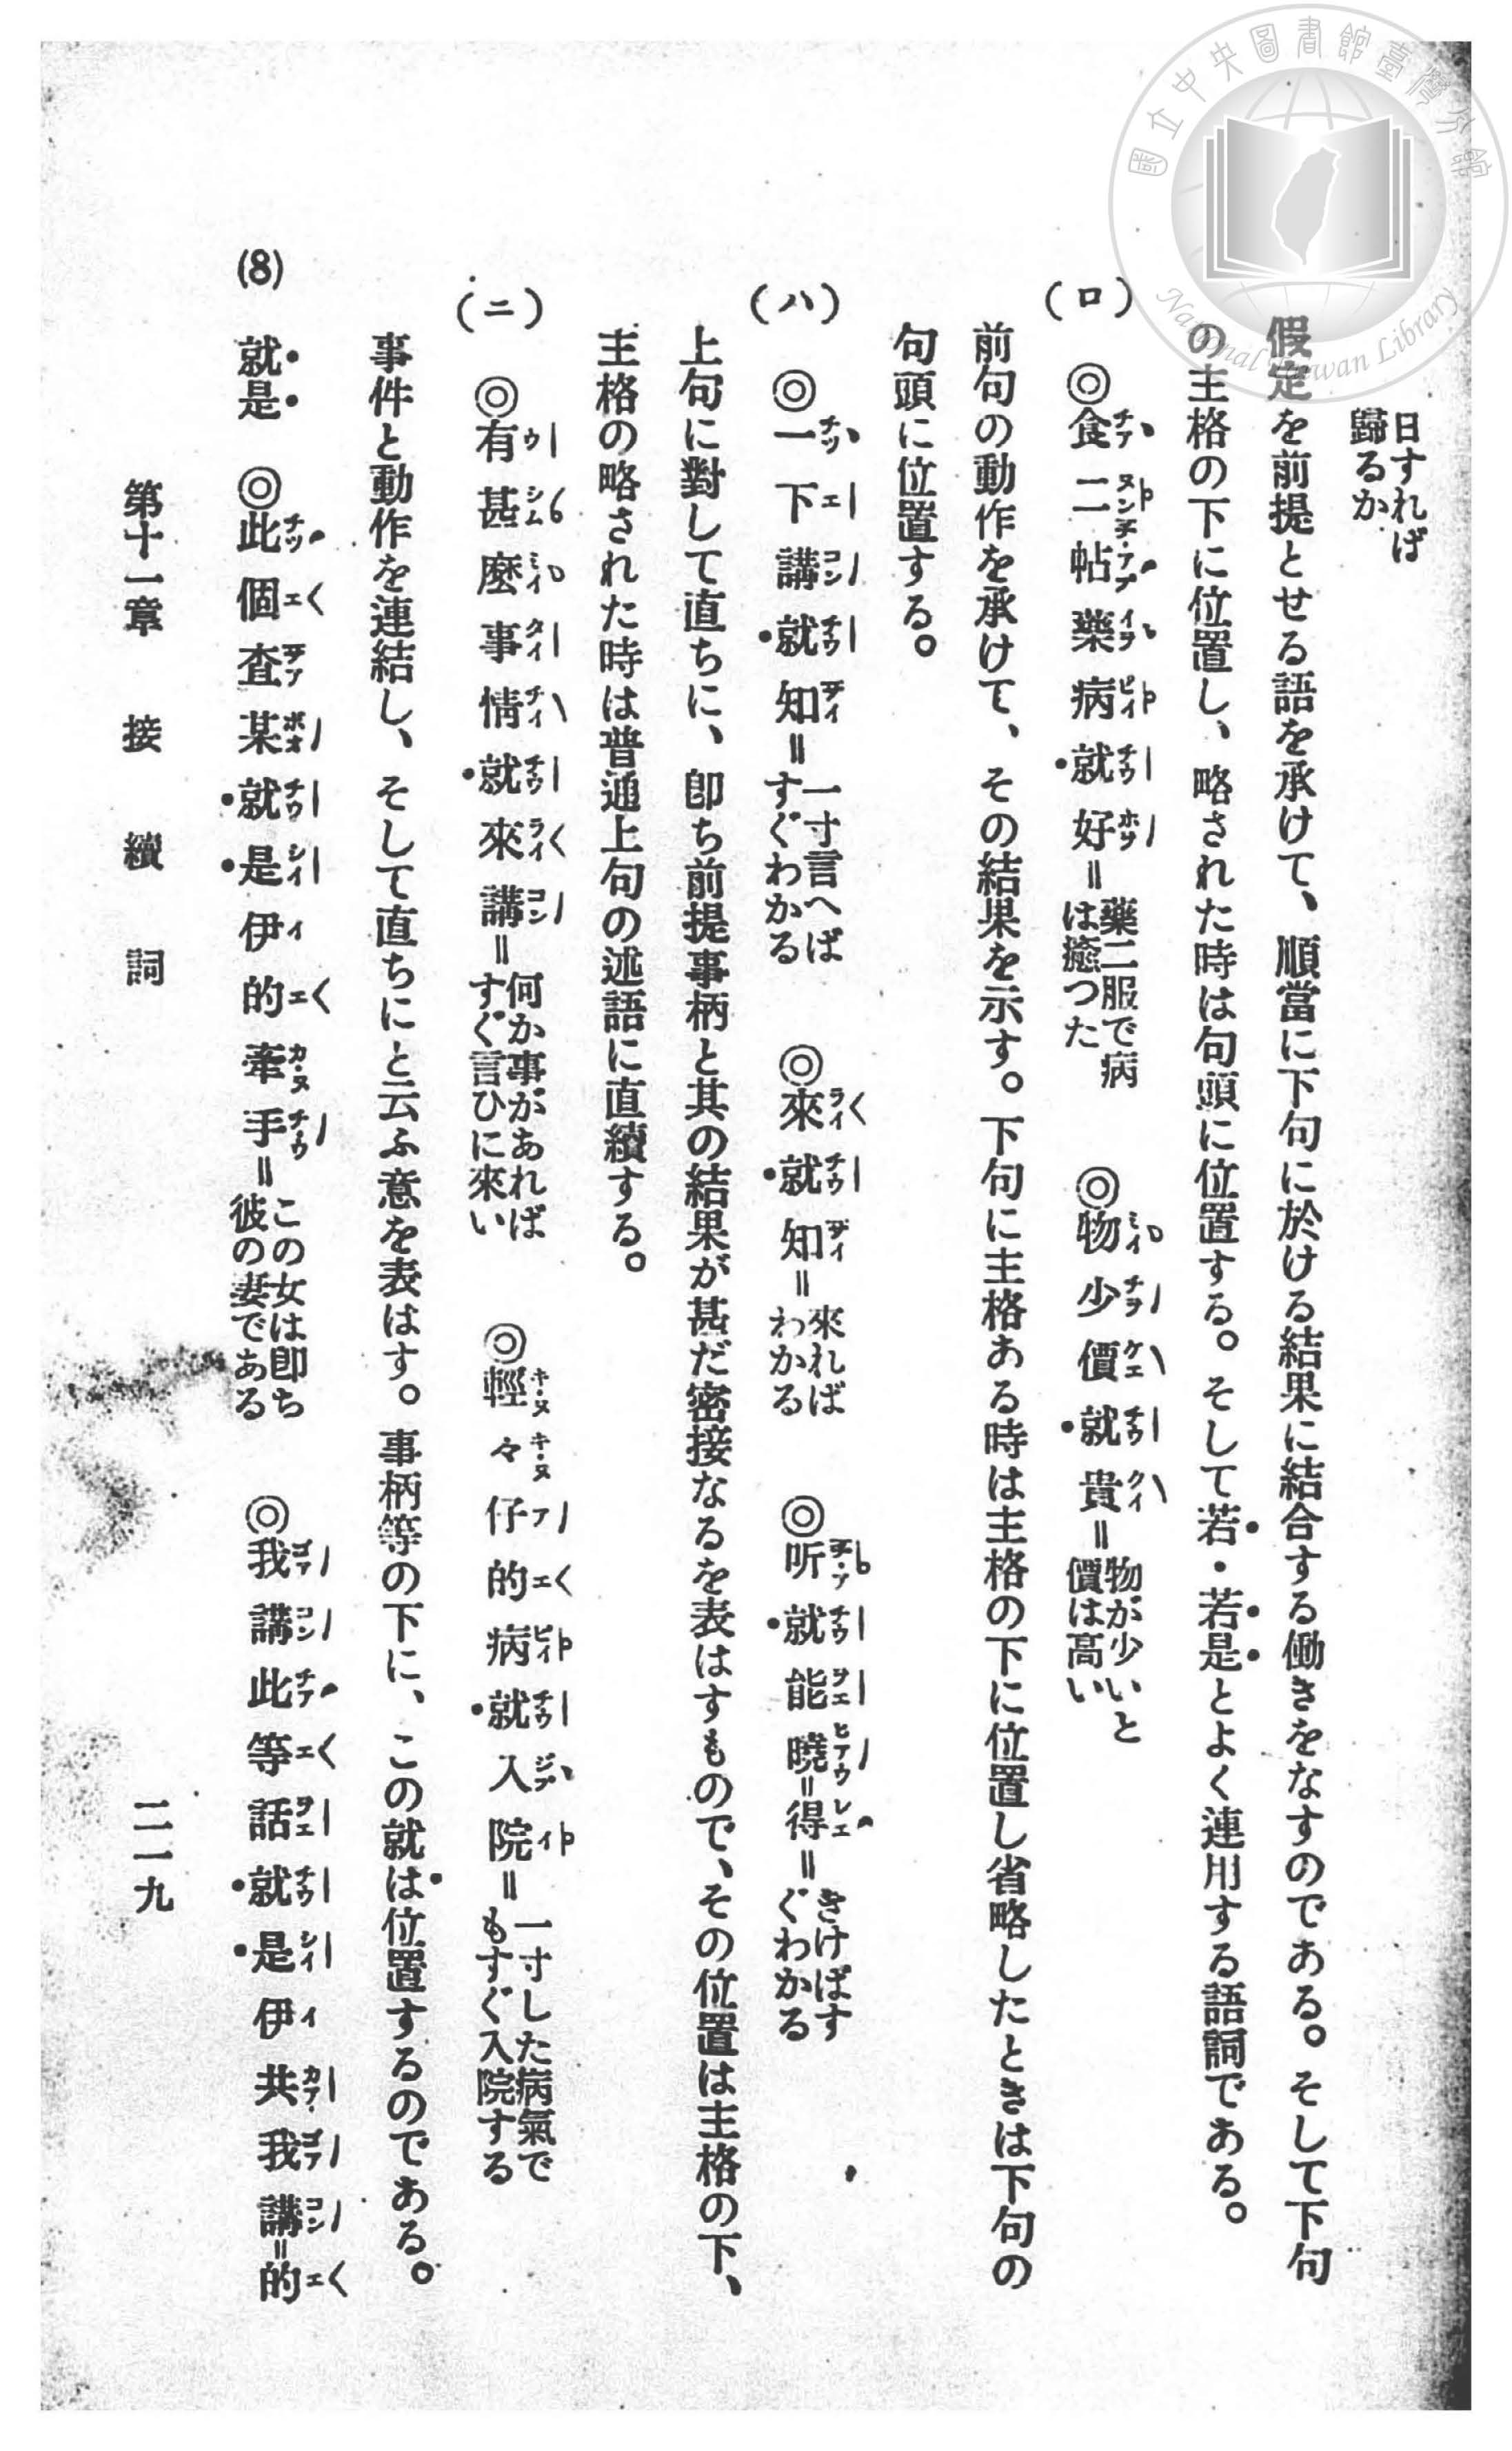 日すれば
歸るか
假定を前提とせる語を承けて、順當に下句に於ける結果に結合する働きをなすのである。そして下句
の主格の下に位置し、略された時は句頭に位置する。そして若・若是とよく連用する語詞である。
(ロ) ◎食二帖藥病就好＝藥二服で病は癒つた ◎物少價就貴＝物が少いと價は高い
前句の動作を承けて、その結果を示す。下句に主格ある時は主格の下に位置し省略したときは下句の
句頭に位置する。
(ハ) ◎一下講就知＝一寸言へばすぐわかる ◎來就知＝來ればわかる ◎听就能曉＝得＝きけばすぐわかる
上句に對して直ちに、卽ち前提事柄と其の結果が甚だ密接なるを表はすもので、その位置は主格の下、
主格の略された時は普通上句の述語に直續する。
(ニ) ◎有甚麼事情就來講＝何か事があればすぐ言ひに來い ◎輕々仔的病就入院＝一寸した病氣でもすぐ入院する
事件と動作を連結し、そして直ちにと云ふ意を表はす。事柄等の下に、この就は位置するのである。
(8) 就是 ◎此個査某就是伊的牽手＝この女は卽ち彼の妻である ◎我講此等話就是伊共我講＝的
第十一章 接續詞 二一九
國立中央圖書館臺灣分館
National Taiwan Library